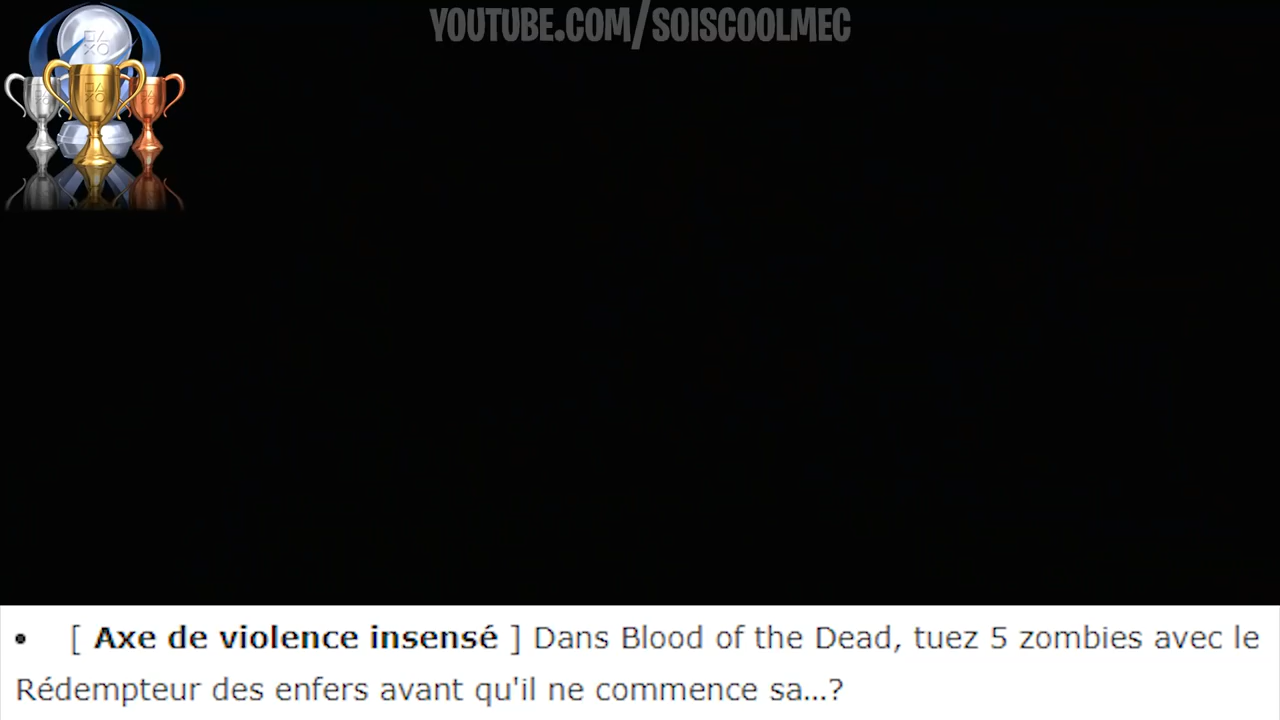 YOUTUBE.COM/SOISCOOLMEC
• [ Axe de violence insensé ] Dans Blood of the Dead, tuez 5 zombies avec le
Rédempteur des enfers avant qu'il ne commence sa...?